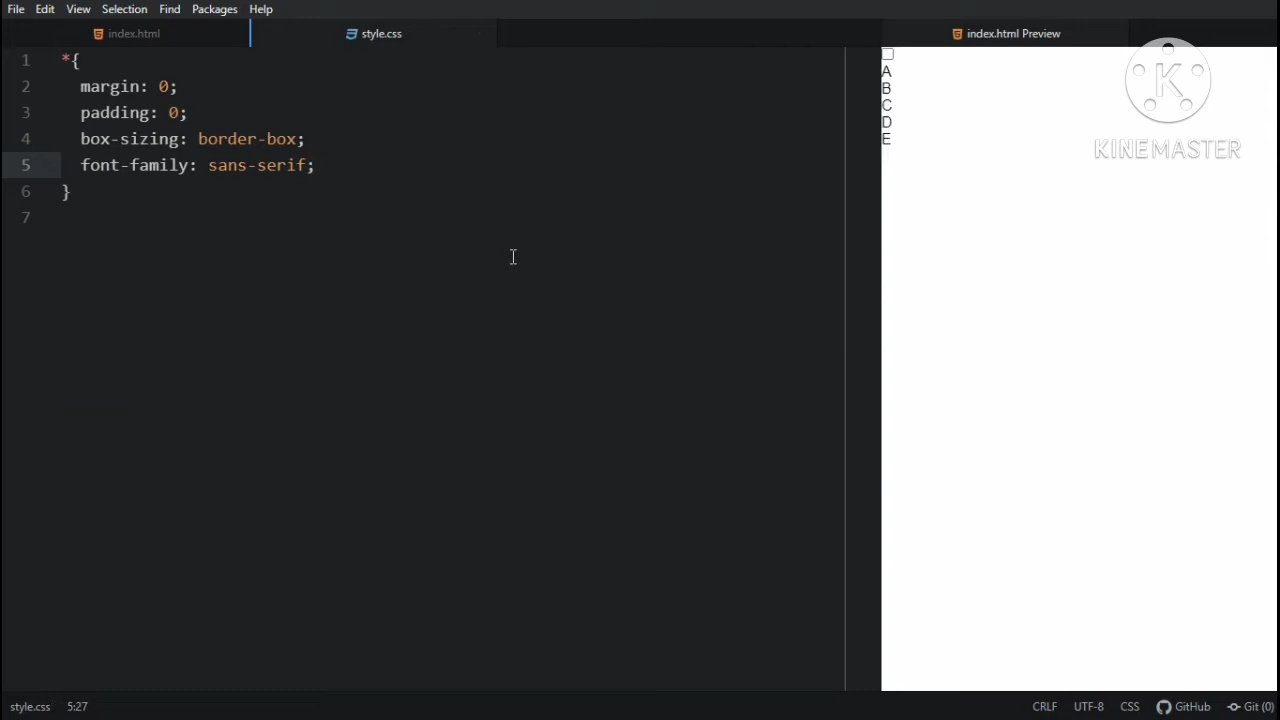 File Edit View Selection Find Packages Help
index.html style.css index.html Preview
1 *{
2 margin: 0;
3 padding: 0;
4 box-sizing: border-box;
5 font-family: sans-serif;
6 }
7
A
B
C
D
E
K
KINEMASTER
style.css 5:27 CRLF UTF-8 CSS GitHub Git (0)